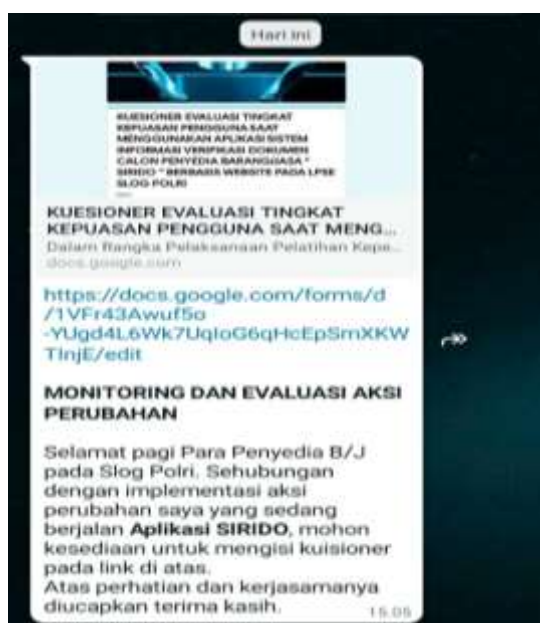 Hari Ini
KUESIONER EVALUASI TINGKAT
KEPUASAN PENGGUNA SAAT
MENGGUNAKAN APLIKASI SISTEM
INFORMASI VERIFIKASI DOKUMEN
CALON PENYEDIA BARANG/JASA "
SIRIDO " BERBASIS WEBSITE PADA LPSE
SLOG POLRI
KUESIONER EVALUASI TINGKAT
KEPUASAN PENGGUNA SAAT MENG...
Dalam Rangka Pelaksanaan Pelatihan Kepe...
docs.google.com
https://docs.google.com/forms/d
/1VFr43Awuf5o
-YUgd4L6Wk7UqIoG6qHcEpSmXKW
TInjE/edit
MONITORING DAN EVALUASI AKSI
PERUBAHAN
Selamat pagi Para Penyedia B/J
pada Slog Polri. Sehubungan
dengan implementasi aksi
perubahan saya yang sedang
berjalan Aplikasi SIRIDO, mohon
kesediaan untuk mengisi kuisioner
pada link di atas.
Atas perhatian dan kerjasamanya
diucapkan terima kasih.
15.05